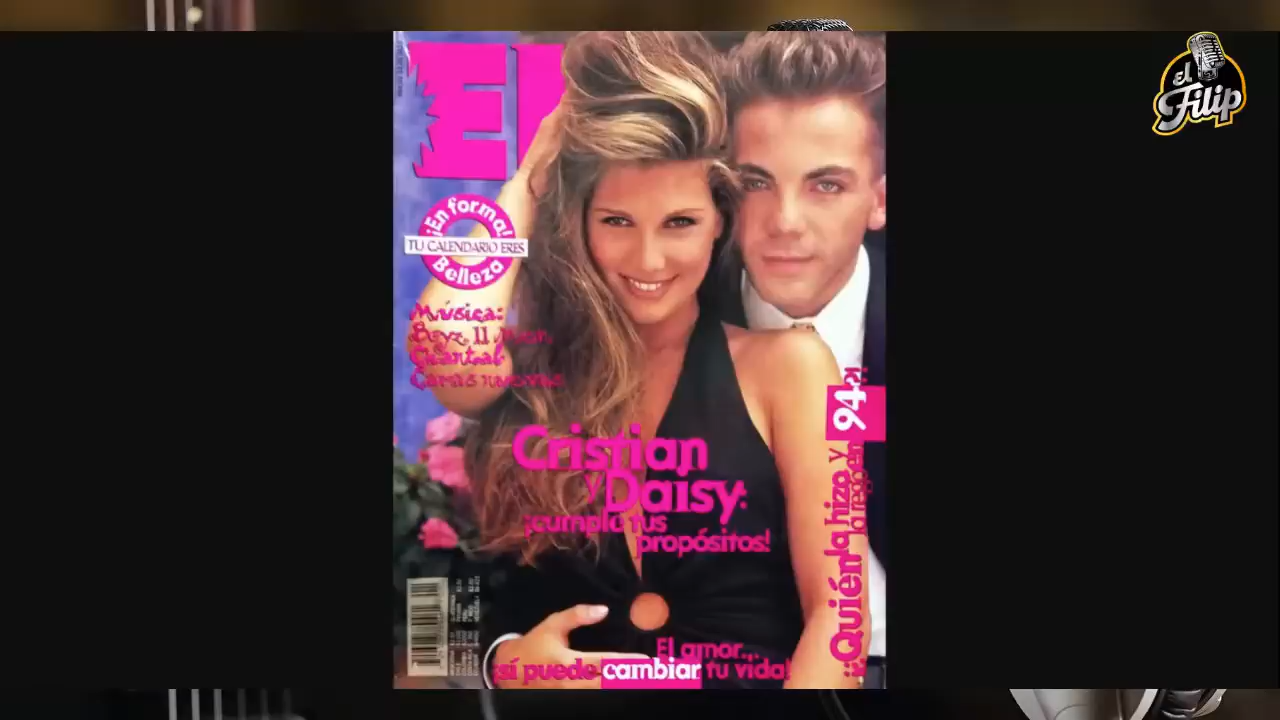 El
Filip
¡En forma!
TU CALENDARIO ERES
Belleza
Música:
Boyz II Men
Cristian
y Daisy:
¡cumple tus
propósitos!
¡¿Quién la hizo y
la regó en
94?!
El amor...
¡sí puede cambiar tu vida!